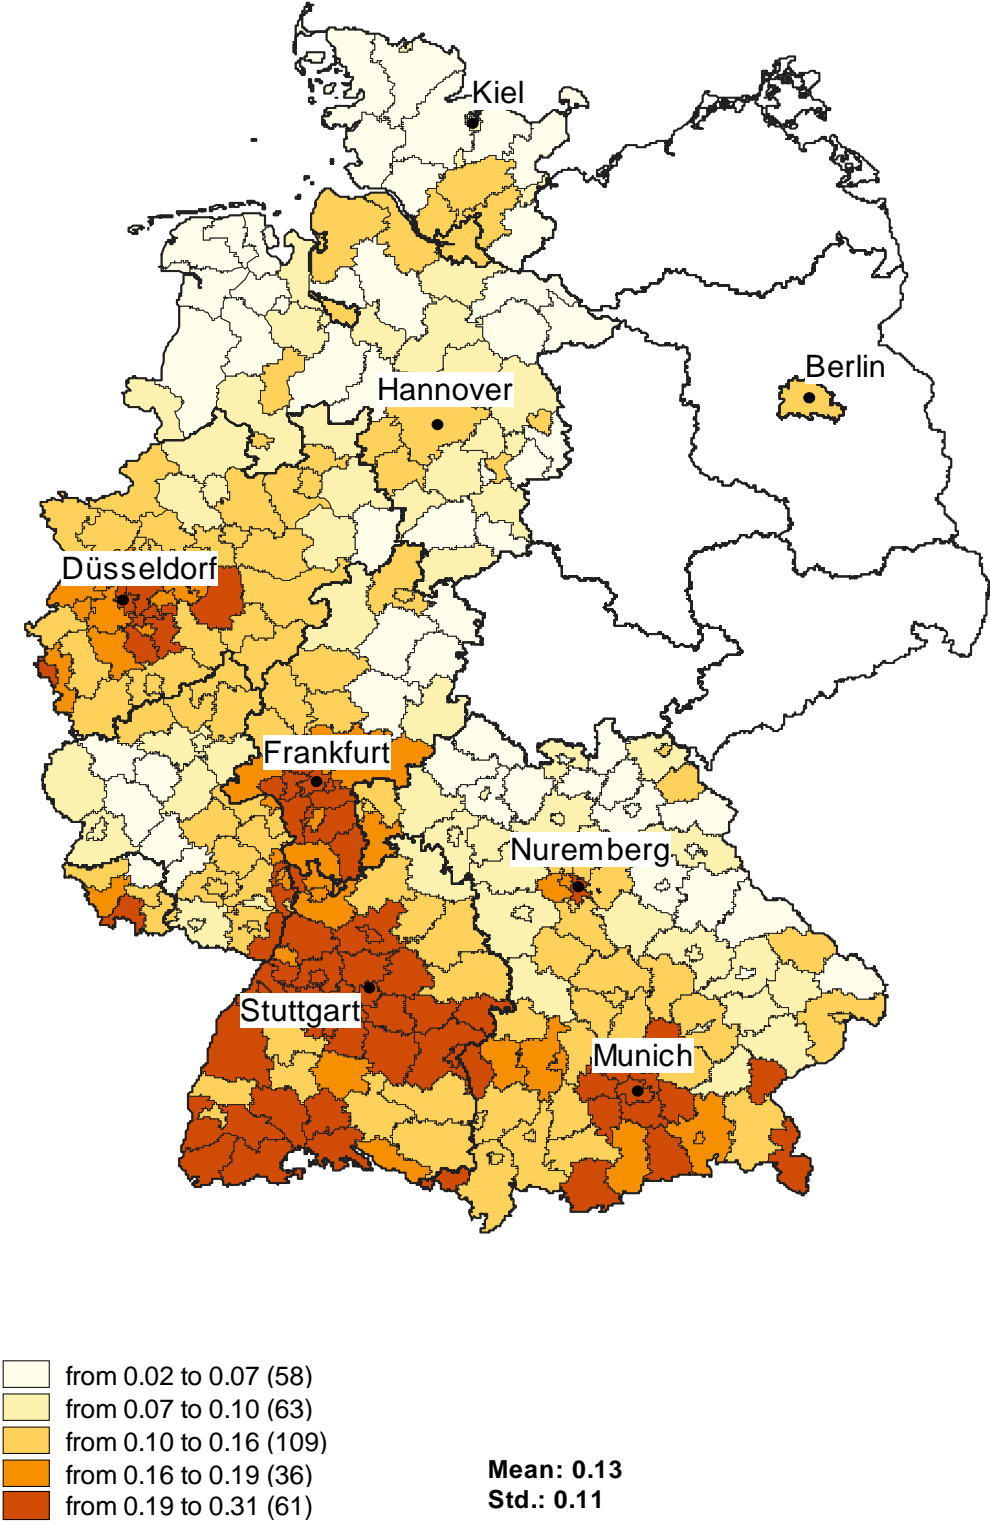 Kiel
Berlin
Hannover
Düsseldorf
Frankfurt
Nuremberg
Stuttgart
Munich
from 0.02 to 0.07 (58)
from 0.07 to 0.10 (63)
from 0.10 to 0.16 (109)
from 0.16 to 0.19 (36)
from 0.19 to 0.31 (61)
Mean: 0.13
Std.: 0.11